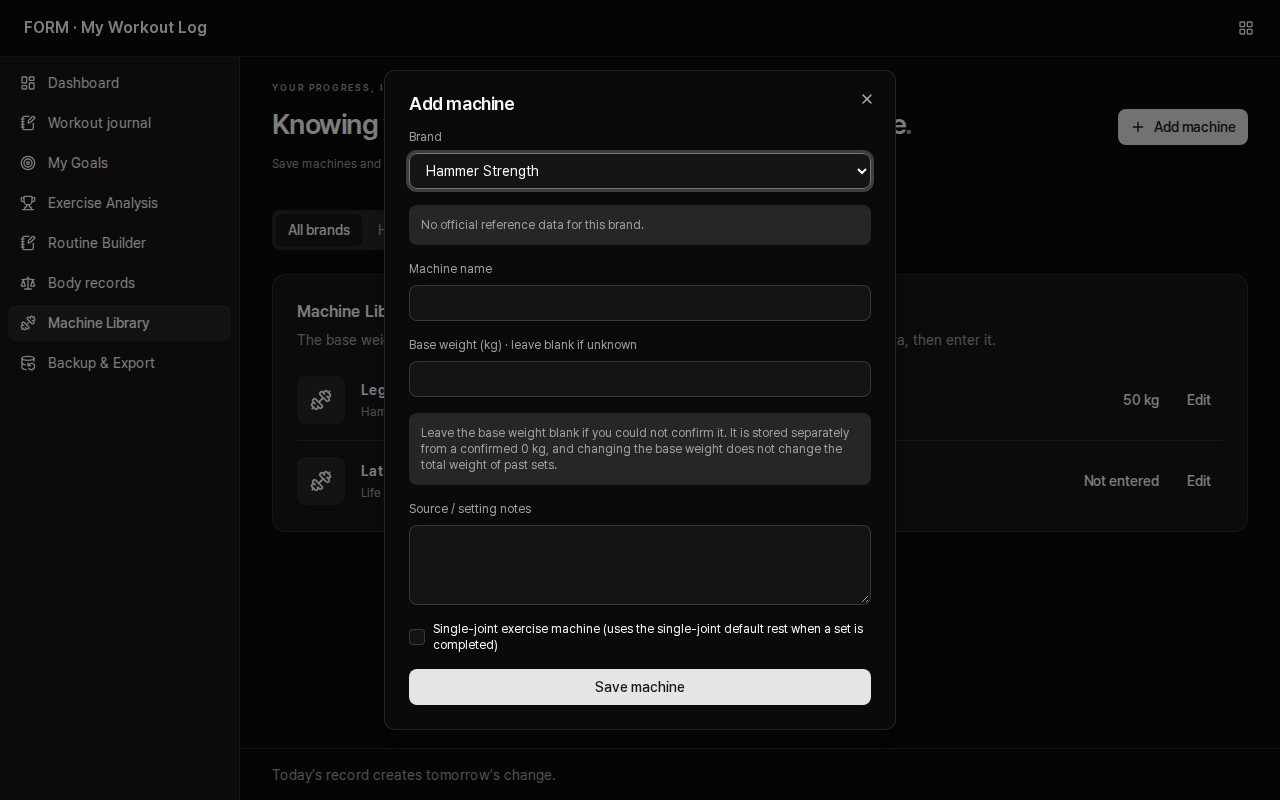 FORM · My Workout Log
Dashboard
Workout journal
My Goals
Exercise Analysis
Routine Builder
Body records
Machine Library
Backup & Export
YOUR PROGRESS,
Knowing
e.
Save machines and
Add machine
All brands
Machine Lib
The base wei
a, then enter it.
Leg
Ham
50 kg
Edit
Lat
Life
Not entered
Edit
Today's record creates tomorrow's change.
Add machine
Brand
Hammer Strength
No official reference data for this brand.
Machine name
Base weight (kg) · leave blank if unknown
Leave the base weight blank if you could not confirm it. It is stored separately
from a confirmed 0 kg, and changing the base weight does not change the
total weight of past sets.
Source / setting notes
Single-joint exercise machine (uses the single-joint default rest when a set is
completed)
Save machine